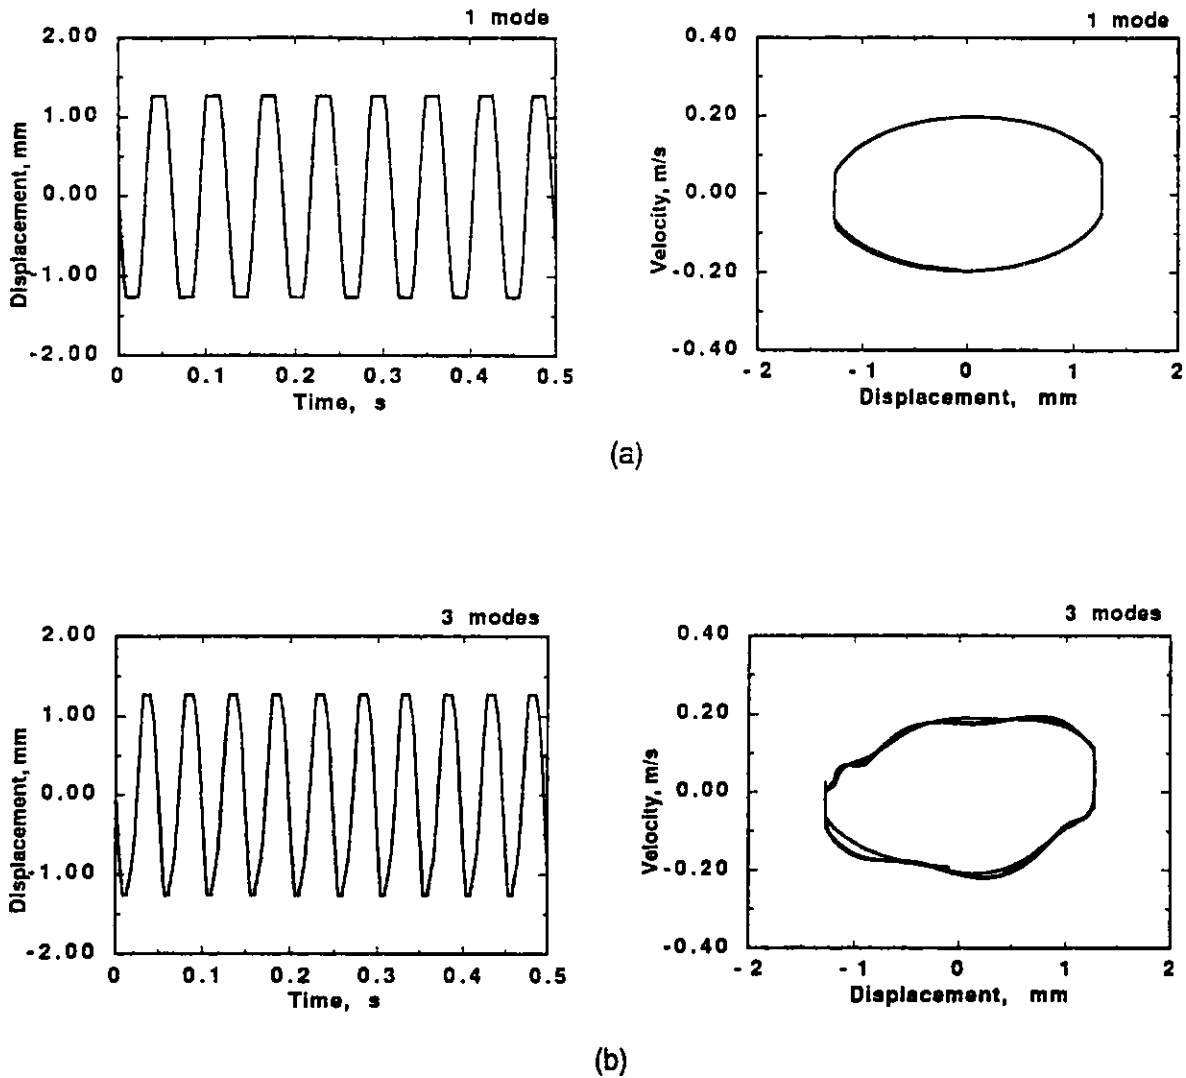 1 mode
2.00
1.00
0.00
-1.00
-2.00
Displacement, mm
0 0.1 0.2 0.3 0.4 0.5
Time, s
1 mode
0.40
0.20
0.00
-0.20
-0.40
Velocity, m/s
-2 -1 0 1 2
Displacement, mm
(a)
3 modes
2.00
1.00
0.00
-1.00
-2.00
Displacement, mm
0 0.1 0.2 0.3 0.4 0.5
Time, s
3 modes
0.40
0.20
0.00
-0.20
-0.40
Velocity, m/s
-2 -1 0 1 2
Displacement, mm
(b)